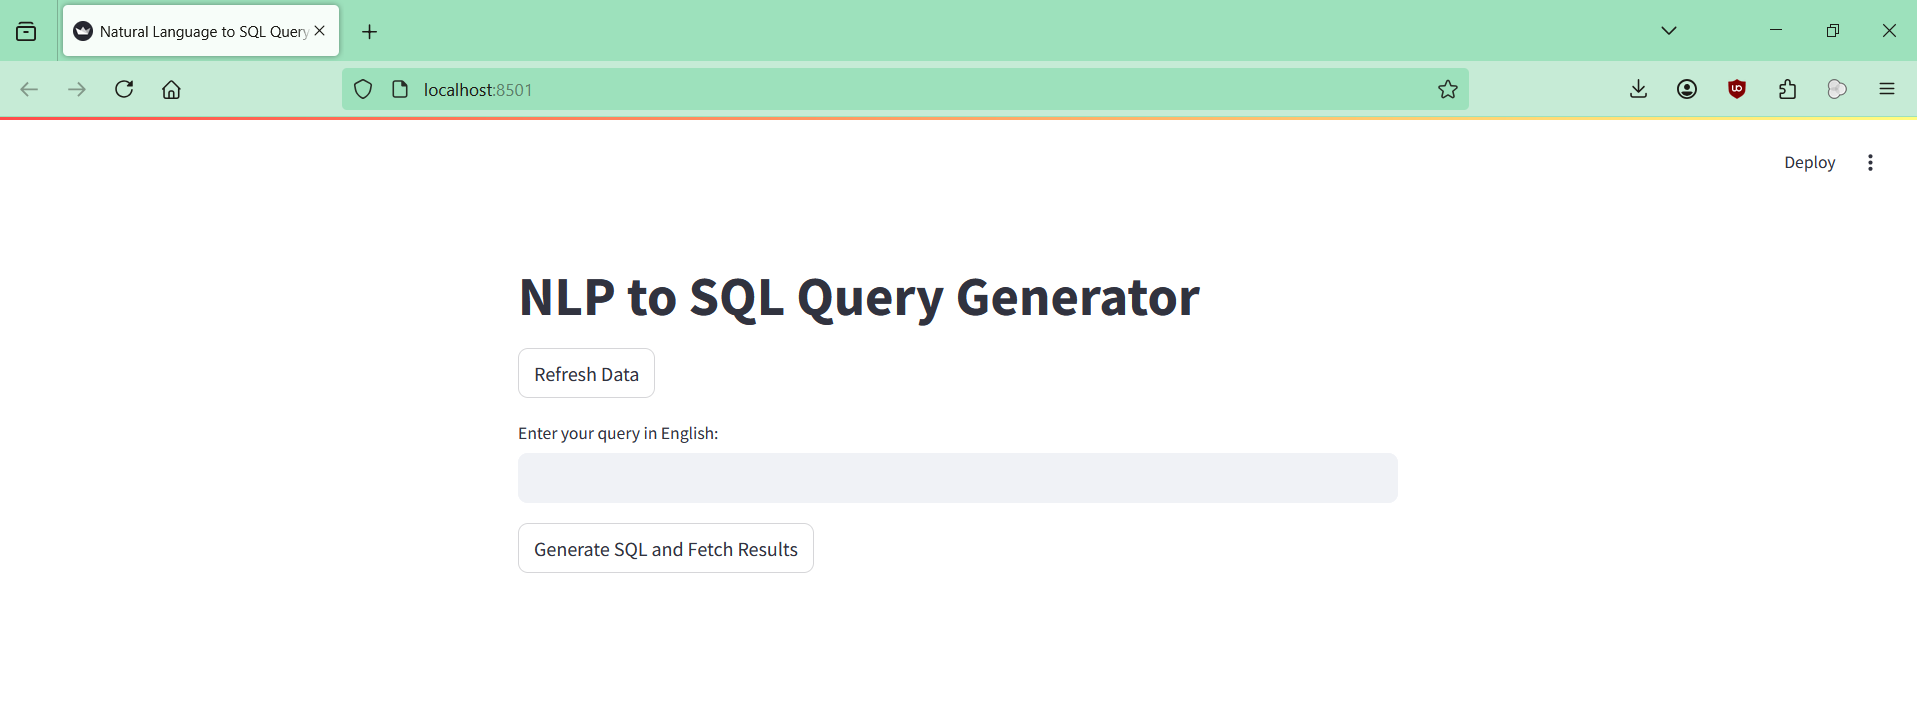 Natural Language to SQL Query
localhost:8501
Deploy
NLP to SQL Query Generator
Refresh Data
Enter your query in English:
Generate SQL and Fetch Results